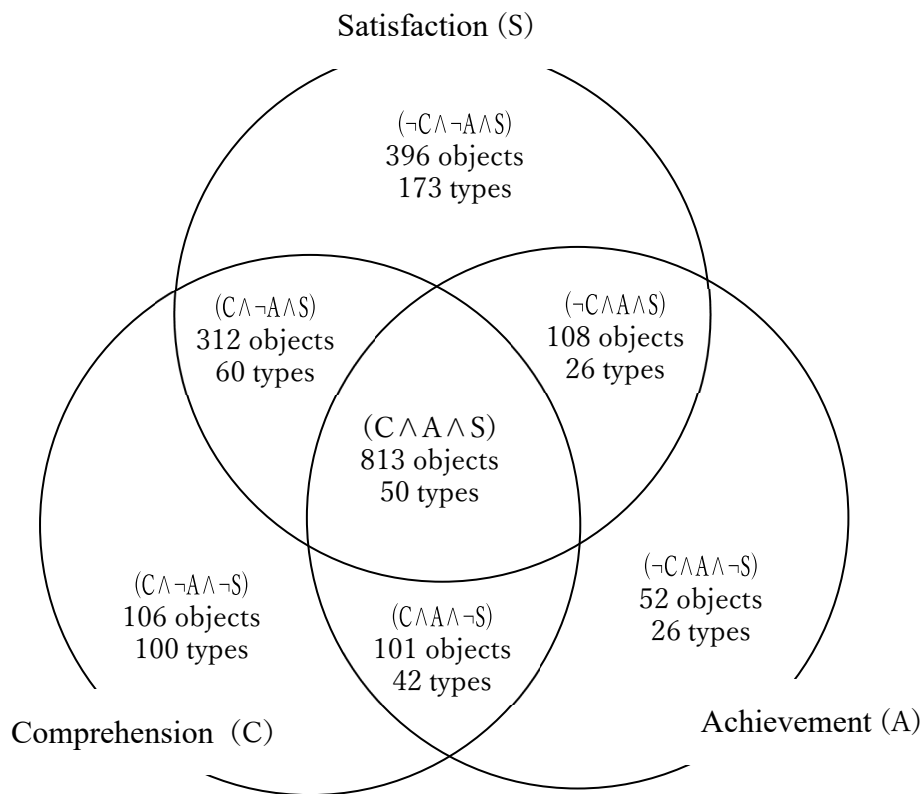 Satisfaction (S)
(¬C∧¬A∧S)
396 objects
173 types
(C∧¬A∧S)
312 objects
60 types
(¬C∧A∧S)
108 objects
26 types
(C∧A∧S)
813 objects
50 types
(C∧¬A∧¬S)
106 objects
100 types
(C∧A∧¬S)
101 objects
42 types
(¬C∧A∧¬S)
52 objects
26 types
Comprehension (C)
Achievement (A)